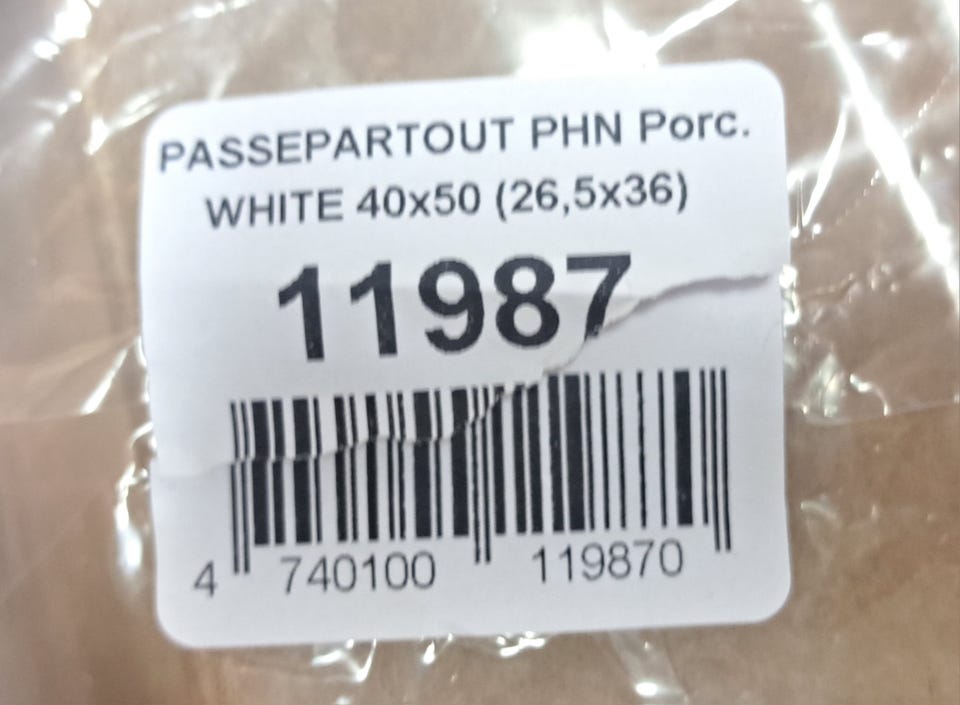 PASSEPARTOUT PHN Porc.
WHITE 40x50 (26,5x36)
11987
4 740100 119870